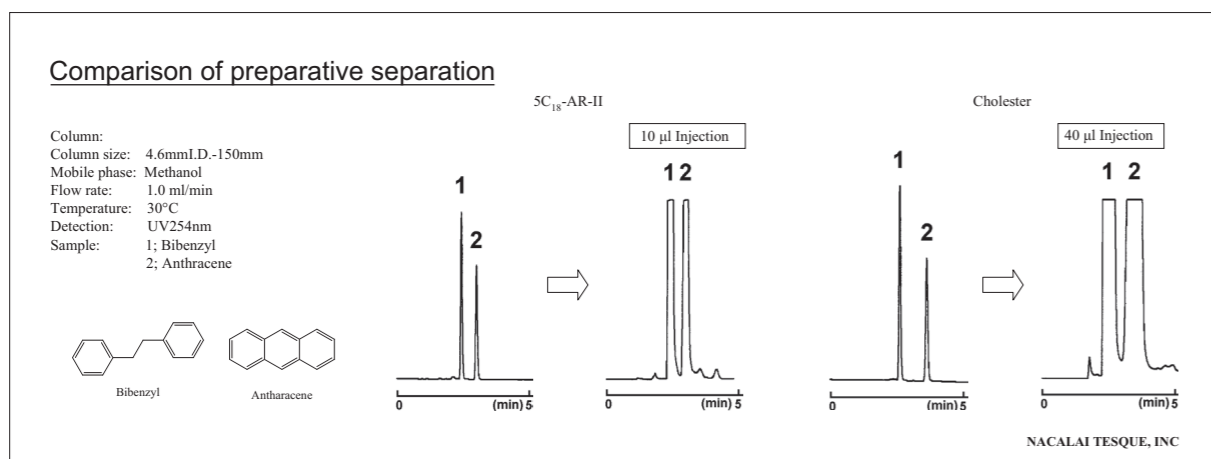 Comparison of preparative separation
5C18-AR-II
Cholester
Column:
Column size: 4.6mmI.D.-150mm
Mobile phase: Methanol
Flow rate: 1.0 ml/min
Temperature: 30°C
Detection: UV254nm
Sample: 1; Bibenzyl
2; Anthracene
10 µl Injection
40 µl Injection
1
2
1 2
1
2
1 2
Bibenzyl
Antharacene
0 (min) 5
0 (min) 5
0 (min) 5
0 (min) 5
NACALAI TESQUE, INC